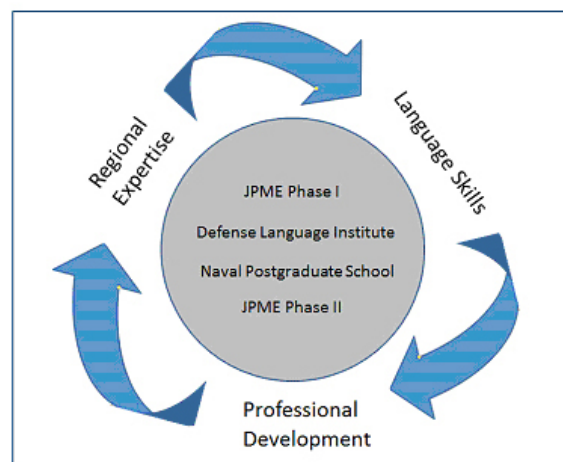 Regional
Expertise
Language Skills
JPME Phase I
Defense Language Institute
Naval Postgraduate School
JPME Phase II
Professional
Development